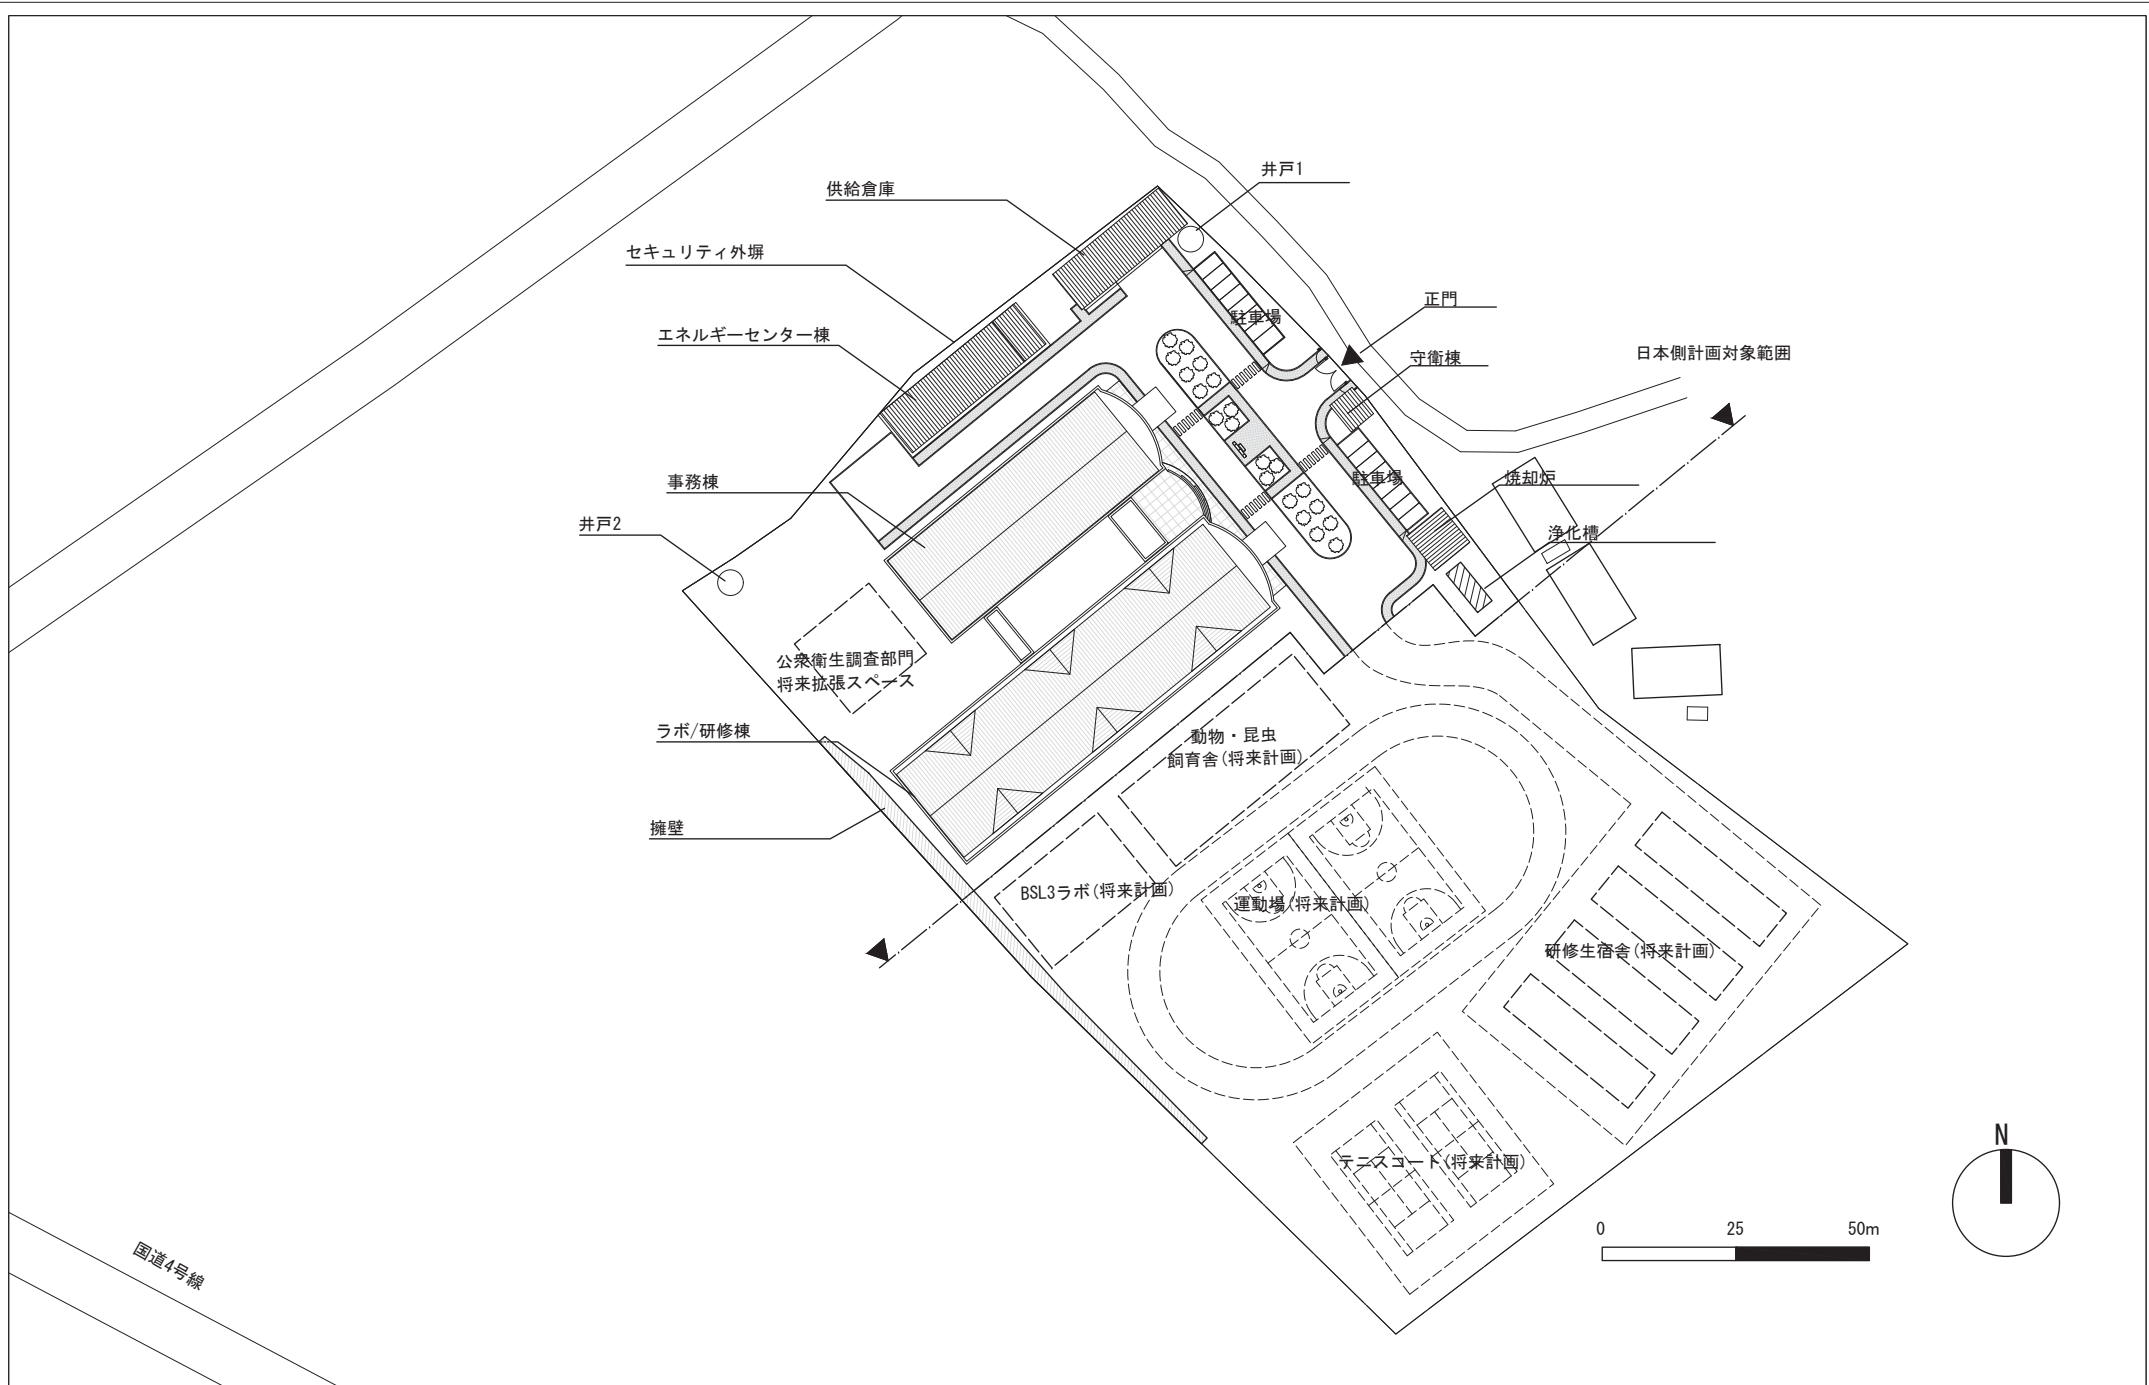 井戸1
供給倉庫
セキュリティ外塀
正門
駐車場
エネルギーセンター棟
守衛棟
日本側計画対象範囲
事務棟
駐車場
焼却炉
井戸2
浄化槽
公衆衛生調査部門
将来拡張スペース
ラボ/研修棟
動物・昆虫
飼育舎(将来計画)
擁壁
BSL3ラボ(将来計画)
運動場(将来計画)
研修生宿舎(将来計画)
テニスコート(将来計画)
N
0 25 50m
国道4号線